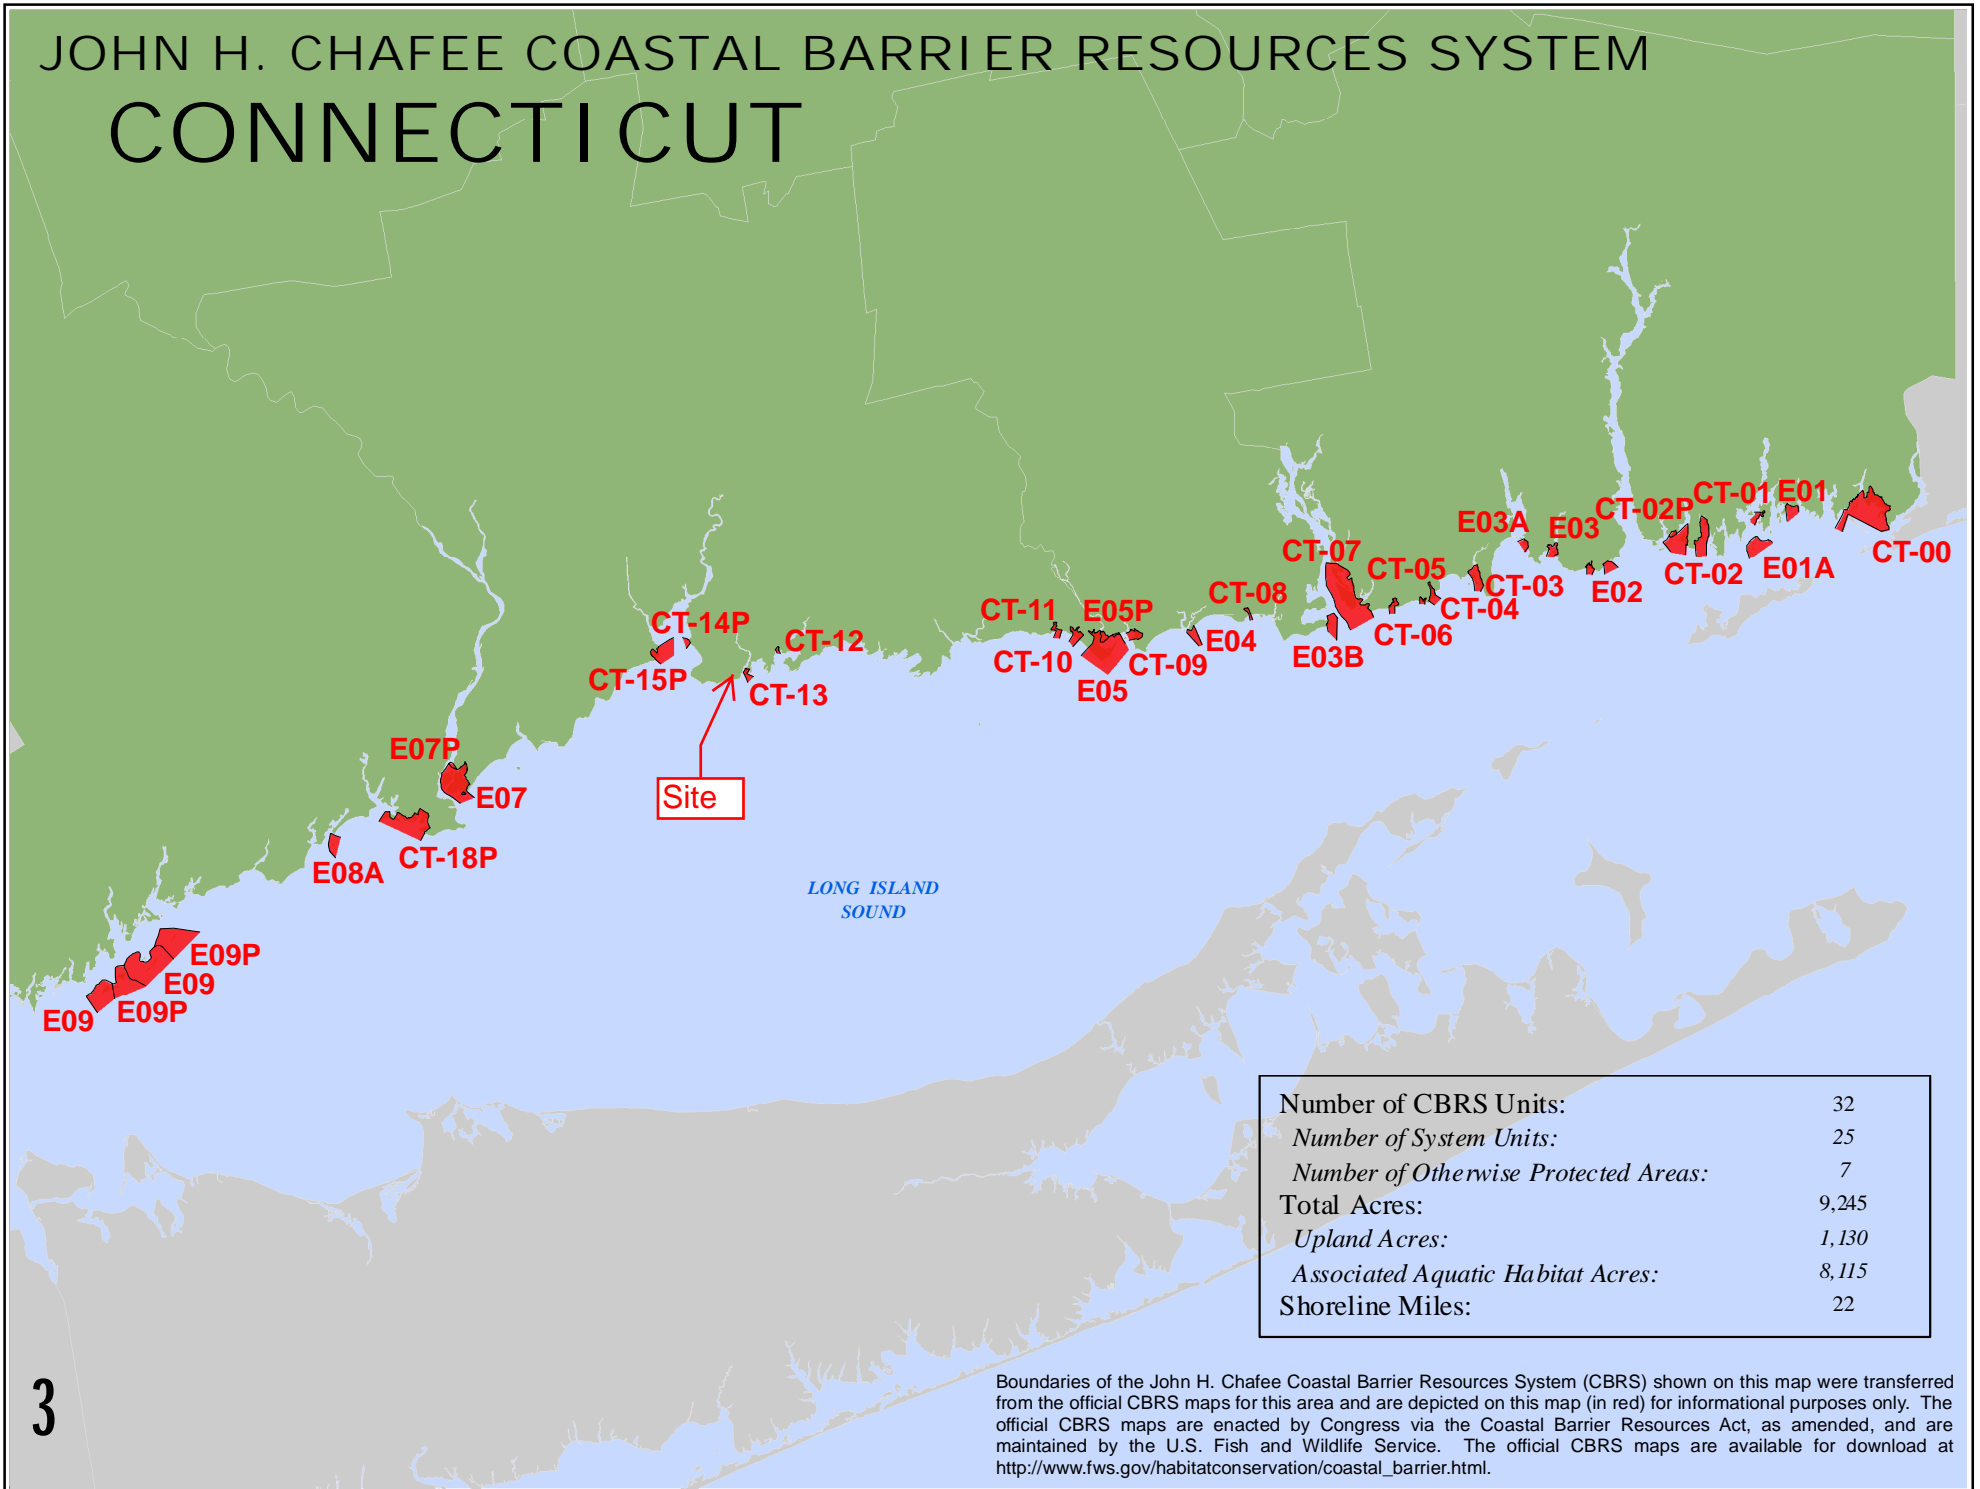 JOHN H. CHAFEE COASTAL BARRIER RESOURCES SYSTEM
CONNECTICUT
CT-02P
CT-01
E01
E03A
E03
CT-00
CT-07
CT-05
CT-02
E01A
CT-03
E02
CT-04
CT-08
CT-06
CT-11
E05P
E04
E03B
CT-14P
CT-12
CT-10
CT-09
CT-15P
CT-13
E05
Site
E07P
E07
CT-18P
E08A
LONG ISLAND
SOUND
E09P
E09
E09P
E09
Number of CBRS Units: 32
Number of System Units: 25
Number of Otherwise Protected Areas: 7
Total Acres: 9,245
Upland Acres: 1,130
Associated Aquatic Habitat Acres: 8,115
Shoreline Miles: 22
3
Boundaries of the John H. Chafee Coastal Barrier Resources System (CBRS) shown on this map were transferred
from the official CBRS maps for this area and are depicted on this map (in red) for informational purposes only. The
official CBRS maps are enacted by Congress via the Coastal Barrier Resources Act, as amended, and are
maintained by the U.S. Fish and Wildlife Service. The official CBRS maps are available for download at
http://www.fws.gov/habitatconservation/coastal_barrier.html.